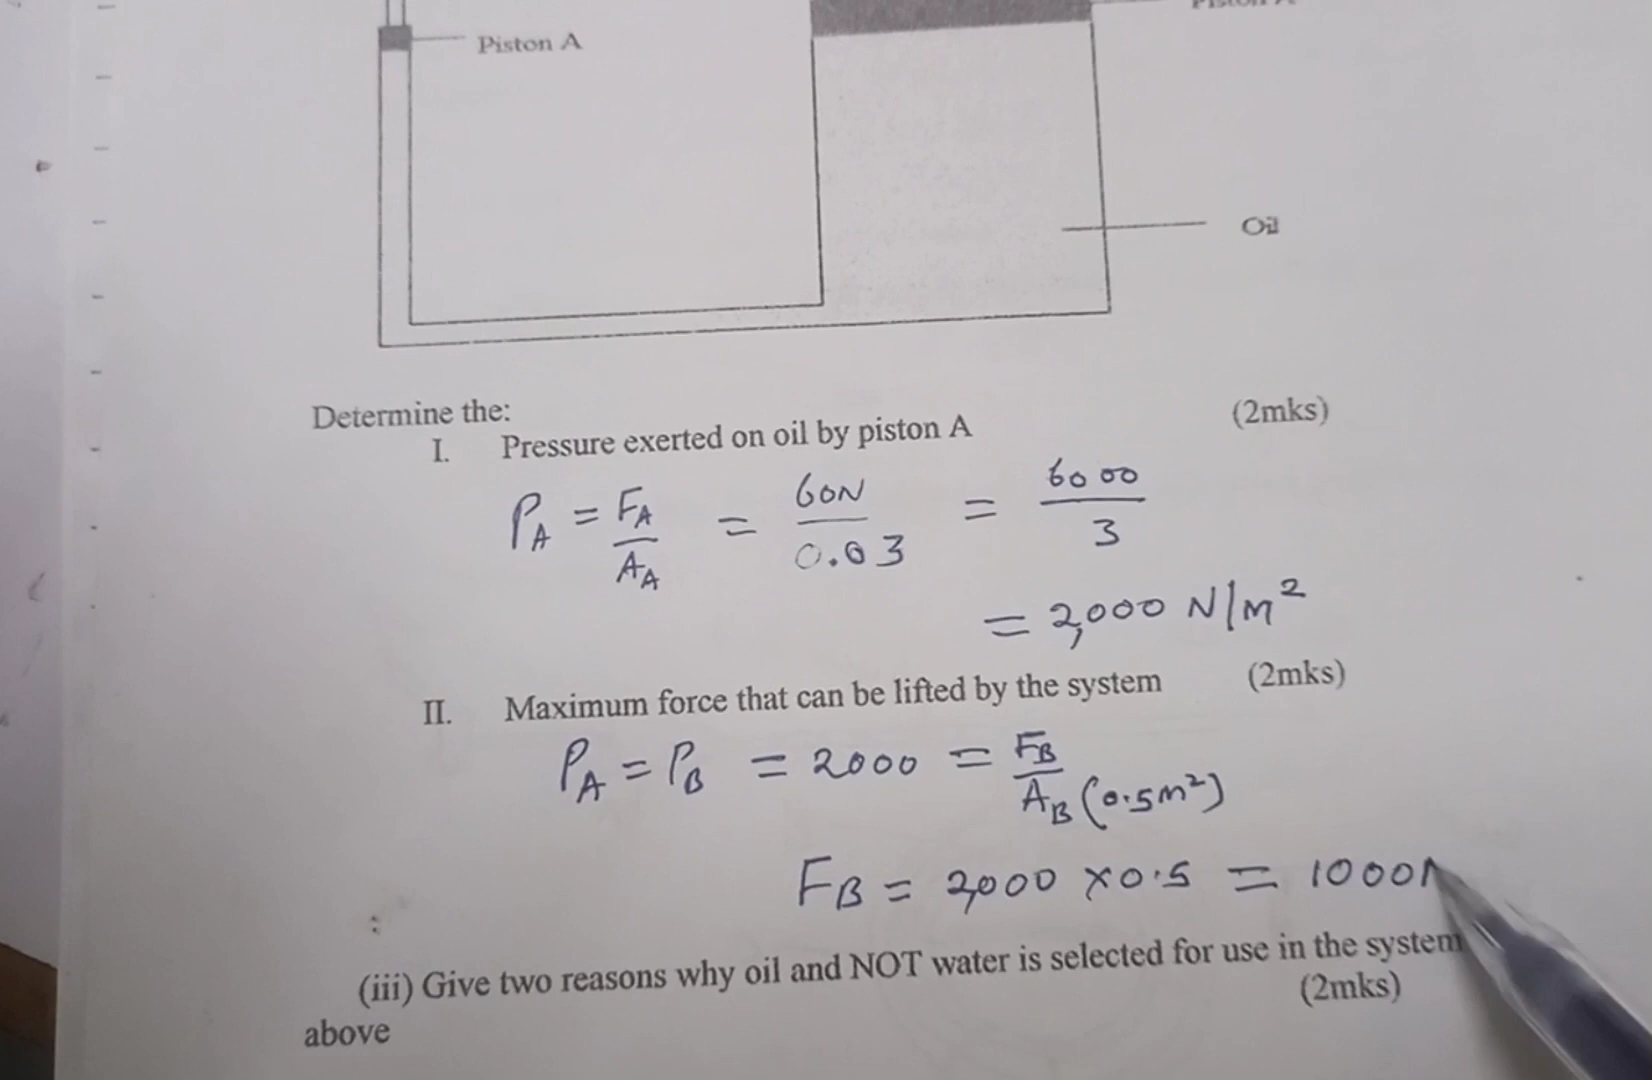 Piston A
Oil
Determine the:
I. Pressure exerted on oil by piston A (2mks)
P_A = F_A / A_A = 60N / 0.03 = 6000 / 3
= 2,000 N/m²
II. Maximum force that can be lifted by the system (2mks)
P_A = P_B = 2000 = F_B / A_B (0.5m²)
F_B = 2,000 × 0.5 = 1000N
(iii) Give two reasons why oil and NOT water is selected for use in the system
above (2mks)